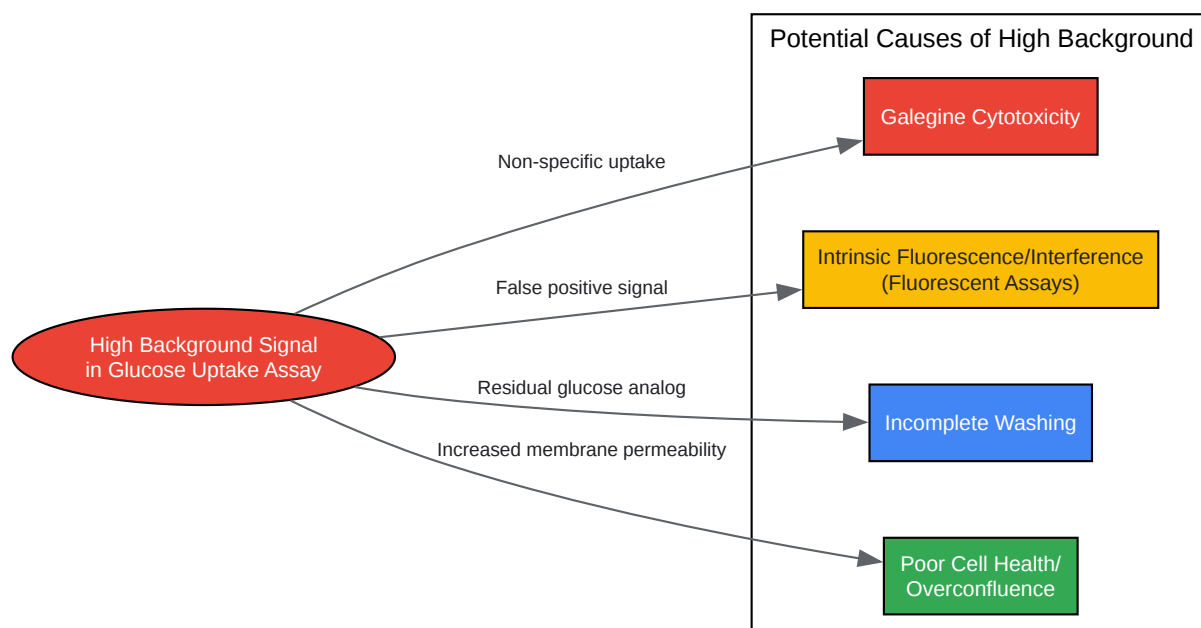 Potential Causes of High Background
Galegine Cytotoxicity
Non-specific uptake
Intrinsic Fluorescence/Interference
(Fluorescent Assays)
False positive signal
High Background Signal
in Glucose Uptake Assay
Residual glucose analog
Incomplete Washing
Increased membrane permeability
Poor Cell Health/
Overconfluence